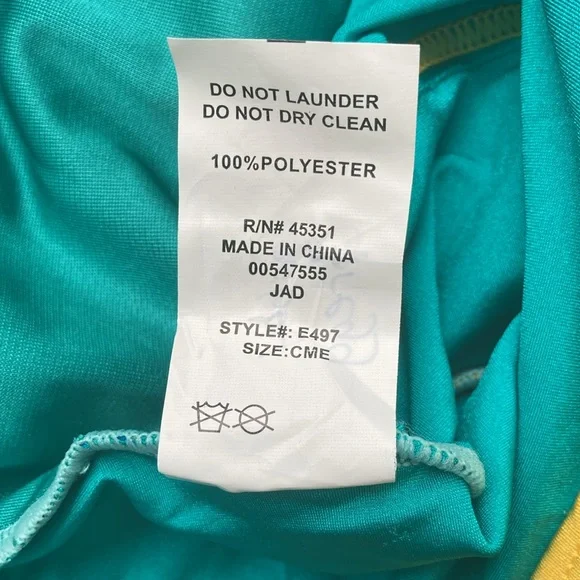 DO NOT LAUNDER
DO NOT DRY CLEAN
100%POLYESTER
R/N# 45351
MADE IN CHINA
00547555
JAD
STYLE#: E497
SIZE:CME